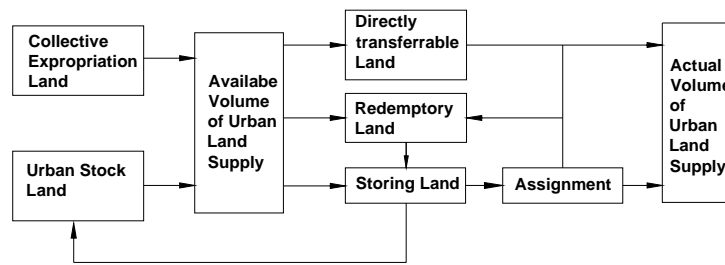 Collective
Expropriation
Land
Urban Stock
Land
Availabe
Volume
of Urban
Land
Supply
Directly
transferrable
Land
Redemptory
Land
Storing Land
Assignment
Actual
Volume
of
Urban
Land
Supply